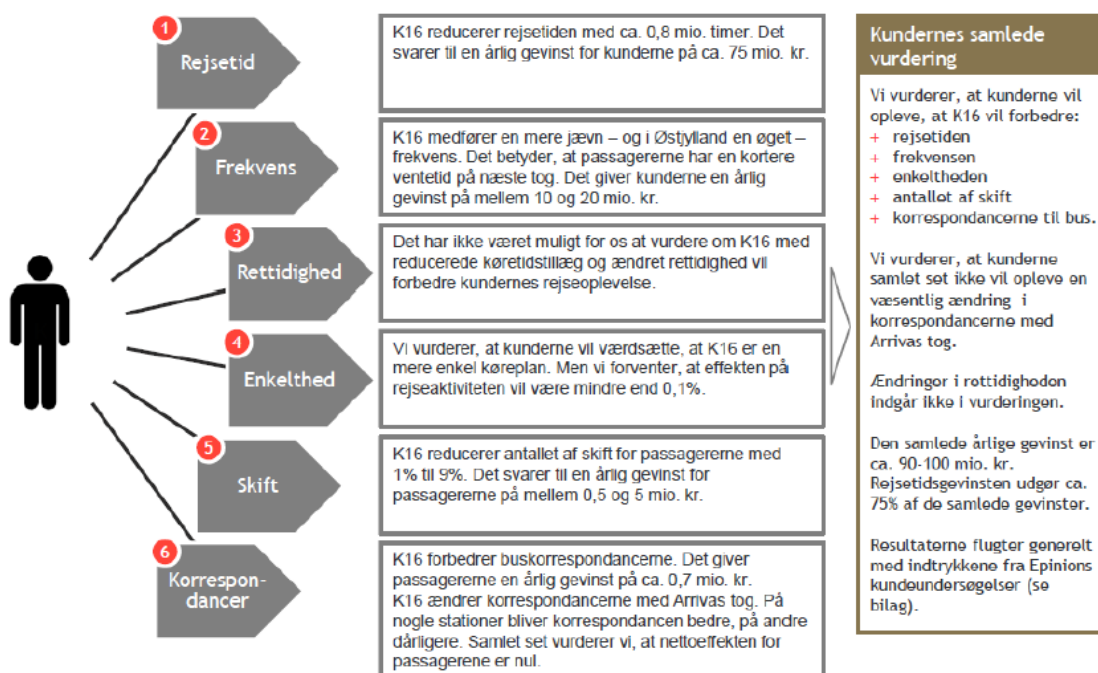 1
Rejsetid
K16 reducerer rejsetiden med ca. 0,8 mio. timer. Det
svarer til en årlig gevinst for kunderne på ca. 75 mio. kr.
2
Frekvens
K16 medfører en mere jævn – og i Østjylland en øget –
frekvens. Det betyder, at passagererne har en kortere
ventetid på næste tog. Det giver kunderne en årlig
gevinst på mellem 10 og 20 mio. kr.
3
Rettidighed
Det har ikke været muligt for os at vurdere om K16 med
reducerede køretidstillæg og ændret rettidighed vil
forbedre kundernes rejseoplevelse.
4
Enkelthed
Vi vurderer, at kunderne vil værdsætte, at K16 er en
mere enkel køreplan. Men vi forventer, at effekten på
rejseaktiviteten vil være mindre end 0,1%.
5
Skift
K16 reducerer antallet af skift for passagererne med
1% til 9%. Det svarer til en årlig gevinst for
passagererne på mellem 0,5 og 5 mio. kr.
6
Korrespon-
dancer
K16 forbedrer buskorrespondancerne. Det giver
passagererne en årlig gevinst på ca. 0,7 mio. kr.
K16 ændrer korrespondancerne med Arrivas tog. På
nogle stationer bliver korrespondancen bedre, på andre
dårligere. Samlet set vurderer vi, at nettoeffekten for
passagerene er nul.
Kundernes samlede
vurdering
Vi vurderer, at kunderne vil
opleve, at K16 vil forbedre:
+ rejsetiden
+ frekvensen
+ enkeltheden
+ antallet af skift
+ korrespondancerne til bus.
Vi vurderer, at kunderne
samlet set ikke vil opleve en
væsentlig ændring i
korrespondancerne med
Arrivas tog.
Ændringor i rottidighodon
indgår ikke i vurderingen.
Den samlede årlige gevinst er
ca. 90-100 mio. kr.
Rejsetidsgevinsten udgør ca.
75% af de samlede gevinster.
Resultaterne flugter generelt
med indtrykkene fra Epinions
kundeundersøgelser (se
bilag).